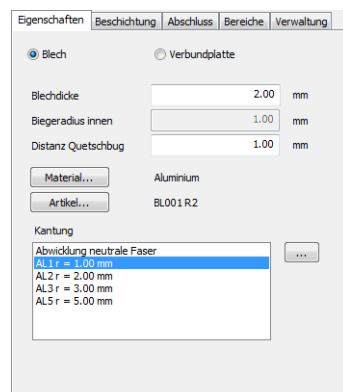 Eigenschaften Beschichtung Abschluss Bereiche Verwaltung
Blech Verbundplatte
Blechdicke 2.00 mm
Biegeradius innen 1.00 mm
Distanz Quetschbug 1.00 mm
Material... Aluminium
Artikel... BL001 R2
Kantung
Abwicklung neutrale Faser
...
AL1 r = 1.00 mm
AL2 r = 2.00 mm
AL3 r = 3.00 mm
AL5 r = 5.00 mm